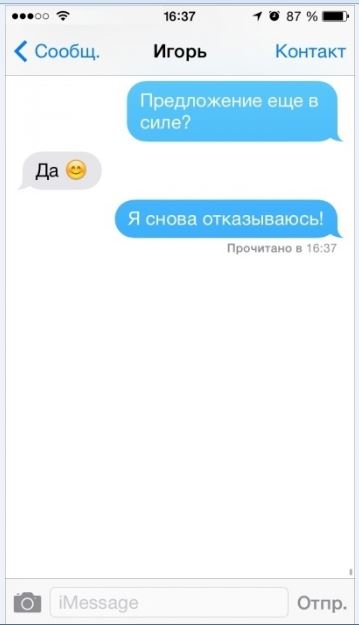 16:37
87 %
Сообщ.
Игорь
Контакт
Предложение еще в
силе?
Да 😊
Я снова отказываюсь!
Прочитано в 16:37
iMessage
Отпр.